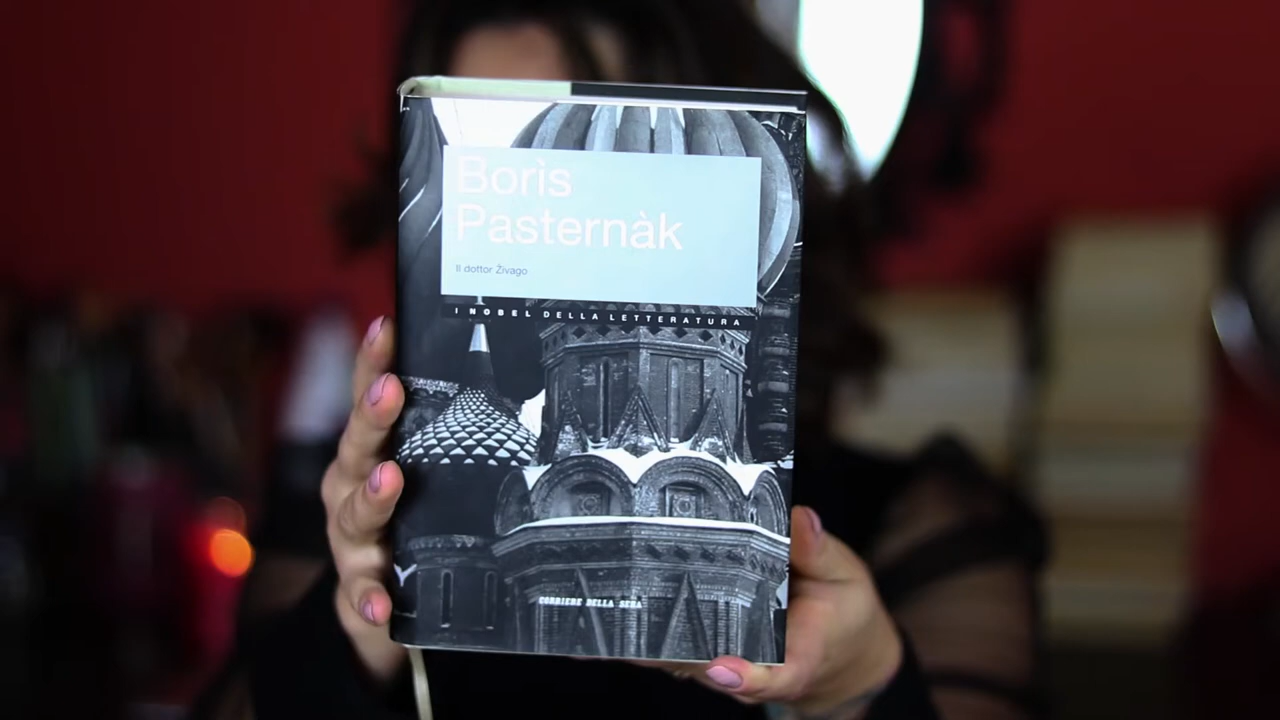 Borìs
Pasternàk
Il dottor Živago
I NOBEL DELLA LETTERATURA
CORRIERE DELLA SERA